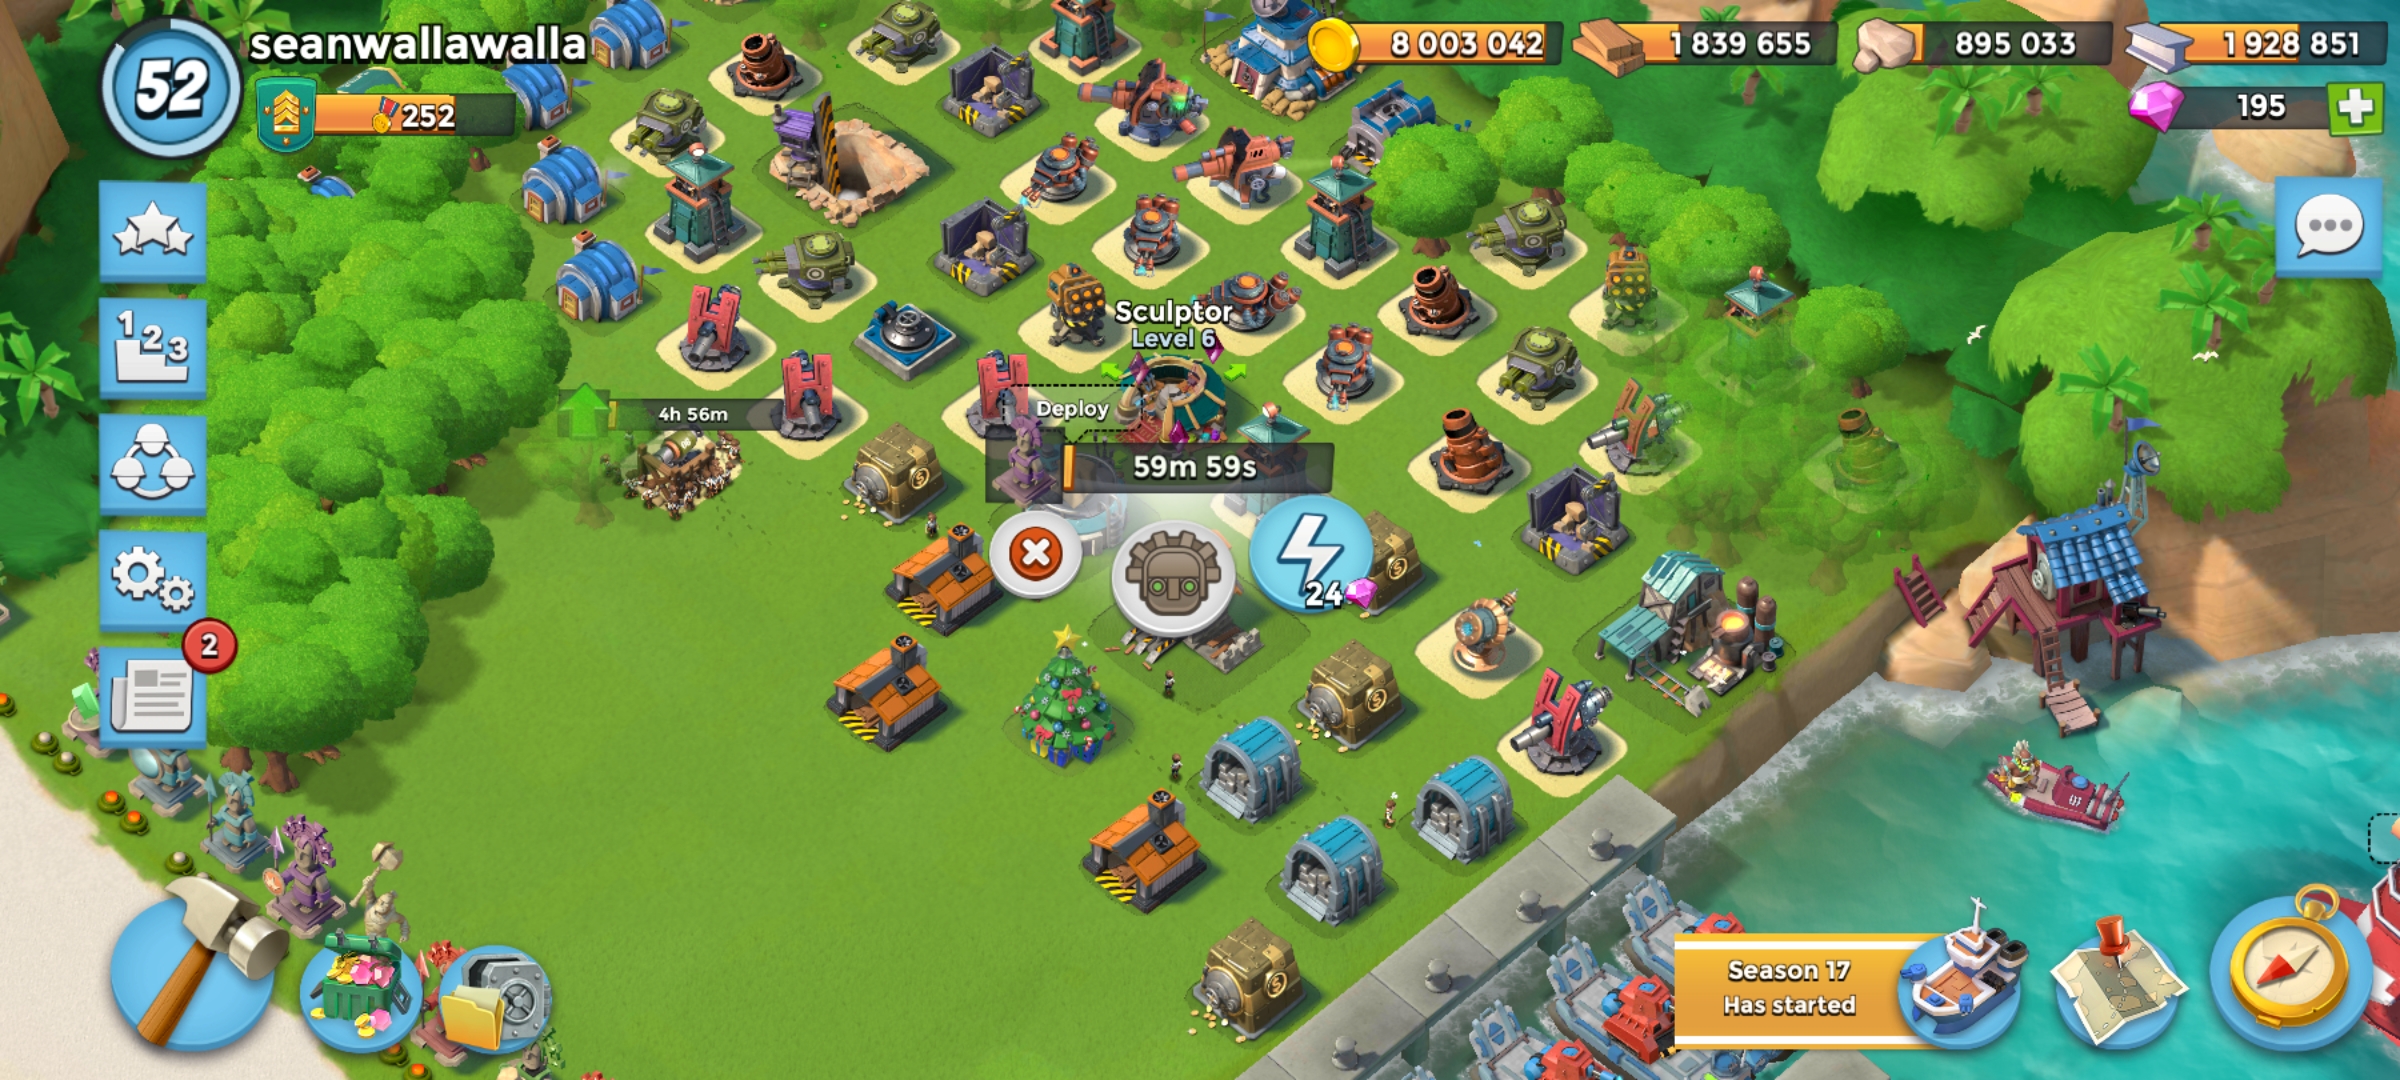 52
seanwallawalla
252
8 003 042
1 839 655
895 033
1 928 851
195
123
2
4h 56m
Sculptor
Level 6
Deploy
59m 59s
24
Season 17
Has started